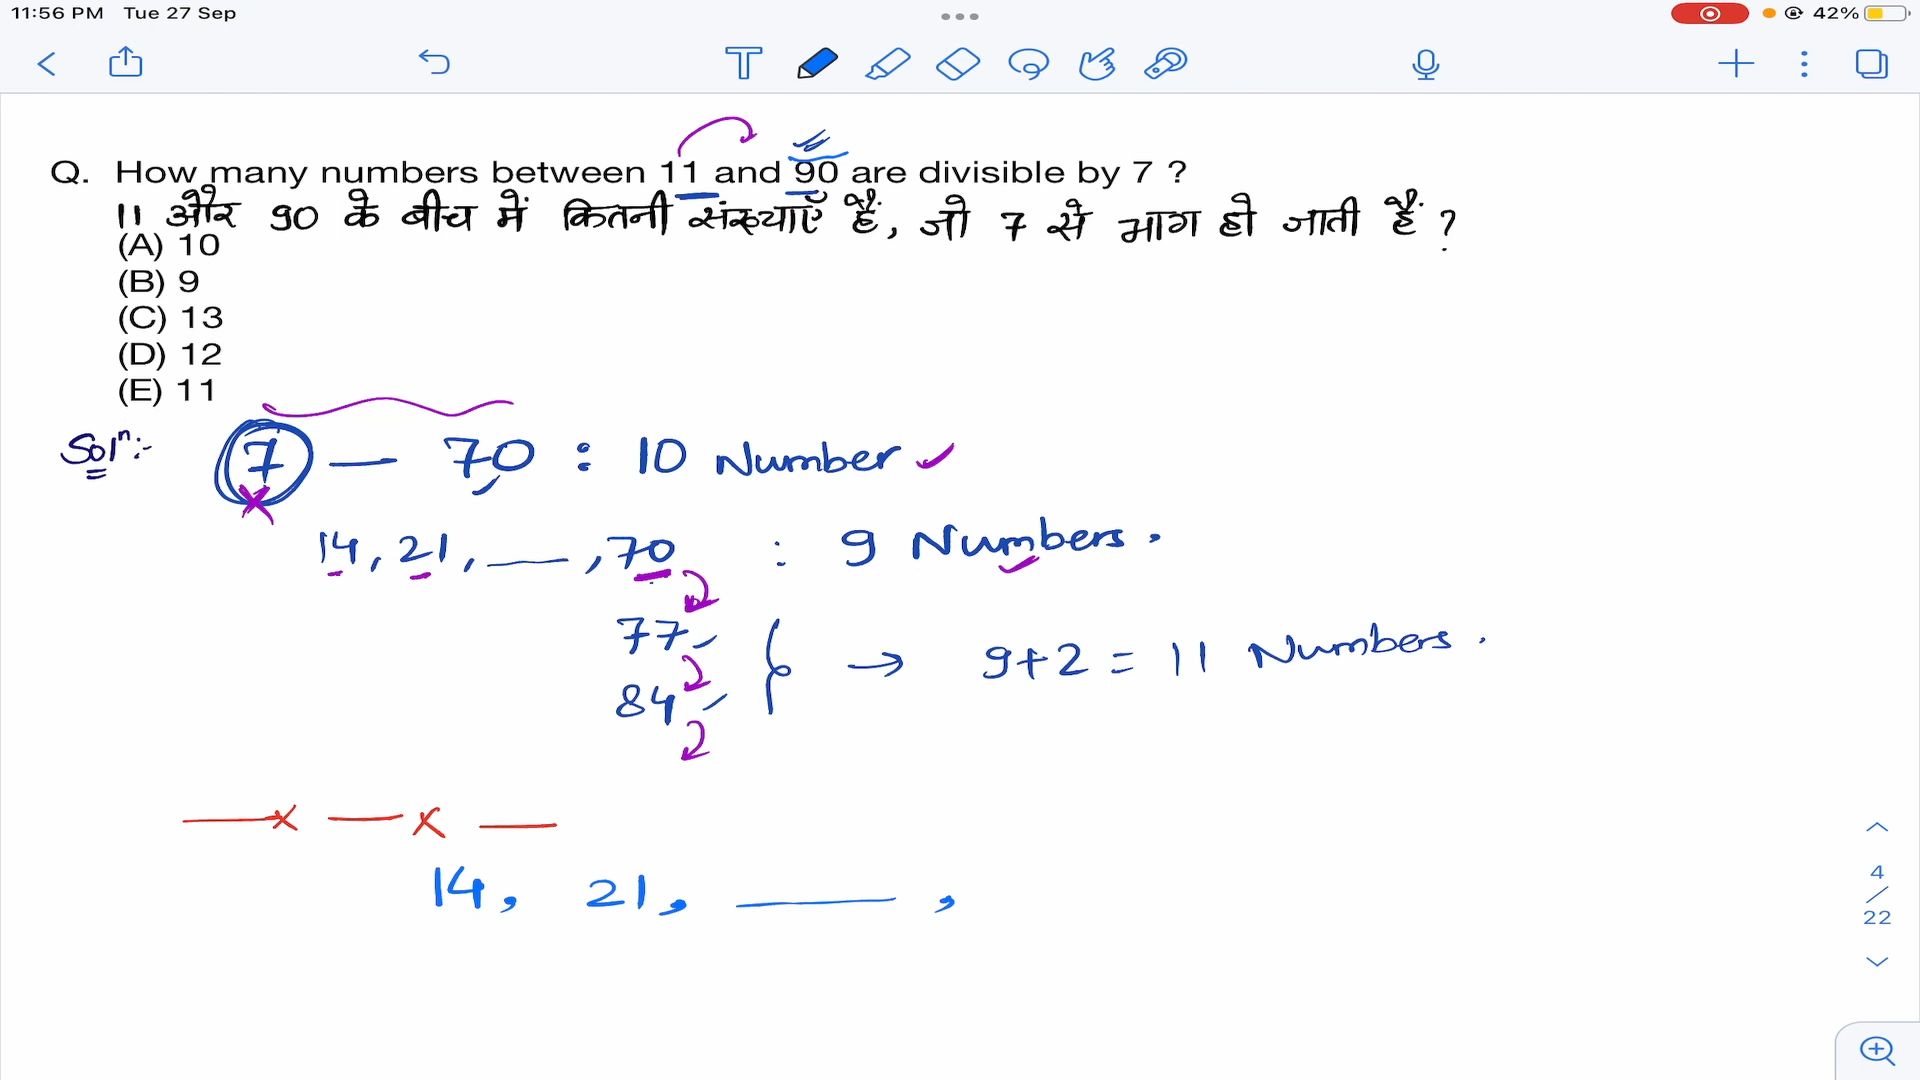 11:56 PM Tue 27 Sep
42%
T
Q. How many numbers between 11 and 90 are divisible by 7 ?
11 और 90 के बीच में कितनी संख्याएँ हैं, जो 7 से भाग हो जाती हैं ?
(A) 10
(B) 9
(C) 13
(D) 12
(E) 11
Solⁿ:- 7 — 70 : 10 Number
14, 21, —, 70 : 9 Numbers.
77
84
→ 9+2 = 11 Numbers.
— x — x —
14, 21, — ,
4
/
22